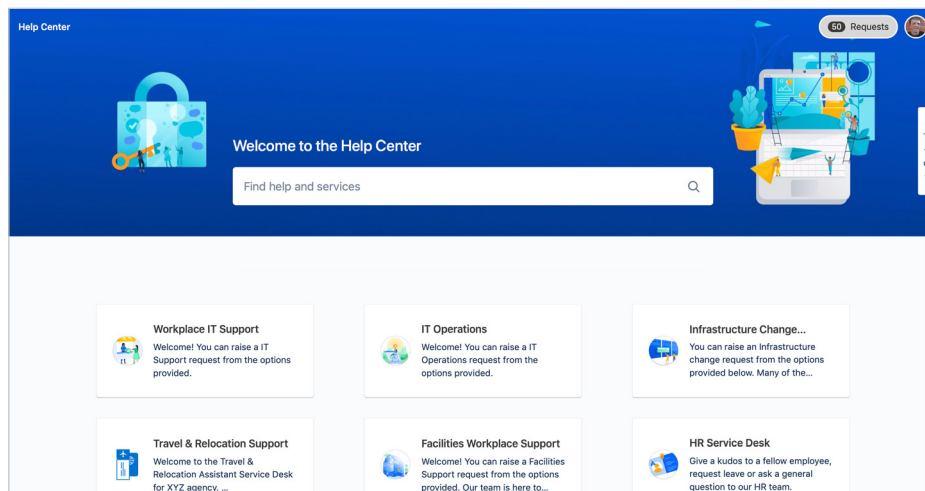 Help Center
50 Requests
Welcome to the Help Center
Find help and services
Workplace IT Support
Welcome! You can raise a IT
Support request from the options
provided.
IT Operations
Welcome! You can raise a IT
Operations request from the
options provided.
Infrastructure Change...
You can raise an Infrastructure
change request from the options
provided below. Many of the...
Travel & Relocation Support
Welcome to the Travel &
Relocation Assistant Service Desk
for XYZ agency. ...
Facilities Workplace Support
Welcome! You can raise a Facilities
Support request from the options
provided. Our team is here to...
HR Service Desk
Give a kudos to a fellow employee,
request leave or ask a general
question to our HR team.